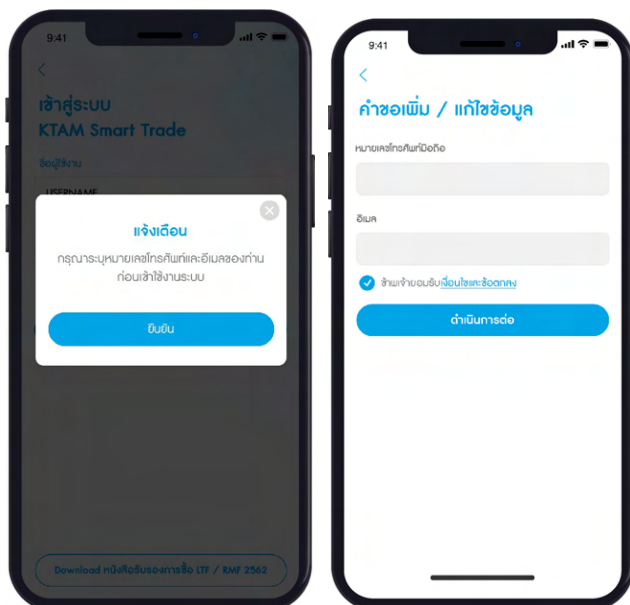 9:41
เข้าสู่ระบบ
KTAM Smart Trade
ชื่อผู้ใช้งาน
USERNAME
แจ้งเตือน
กรุณาระบุหมายเลขโทรศัพท์และอีเมลของท่าน
ก่อนเข้าใช้งานระบบ
ยืนยัน
Download หนังสือรับรองการซื้อ LTF / RMF 2562
9:41
คำขอเพิ่ม / แก้ไขข้อมูล
หมายเลขโทรศัพท์มือถือ
อีเมล
ข้าพเจ้ายอมรับเงื่อนไขและข้อตกลง
ดำเนินการต่อ